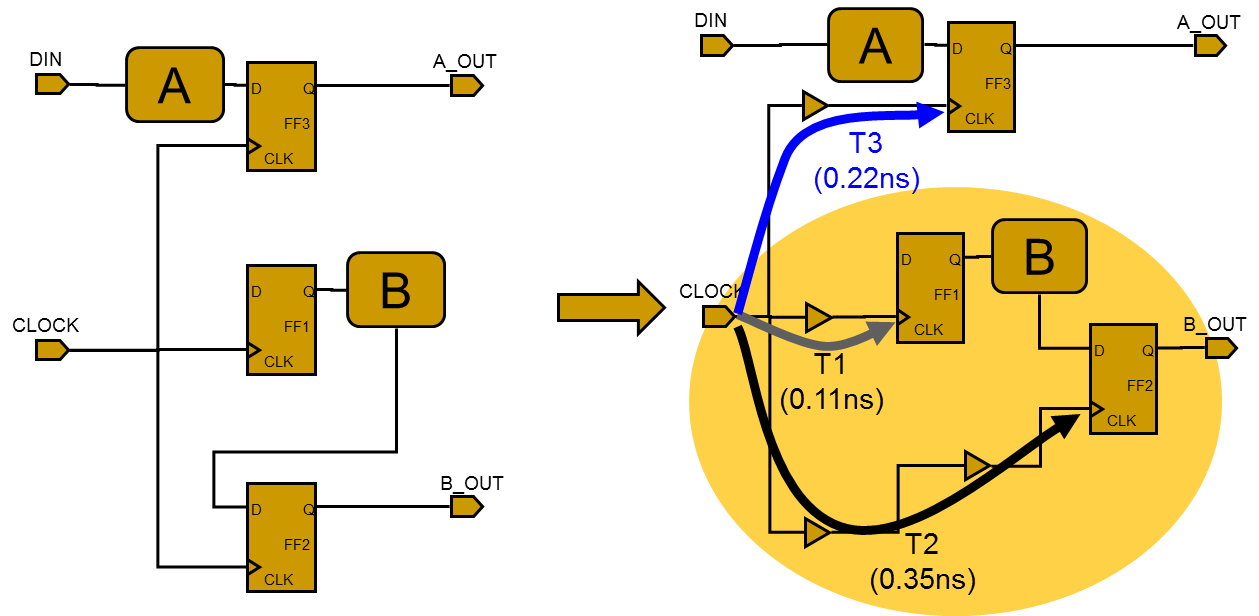 DIN
A
D
Q
FF3
CLK
A_OUT
CLOCK
D
Q
FF1
CLK
B
D
Q
FF2
CLK
B_OUT
DIN
A
D
Q
FF3
CLK
A_OUT
T3
(0.22ns)
CLOCK
D
Q
FF1
CLK
B
T1
(0.11ns)
D
Q
FF2
CLK
B_OUT
T2
(0.35ns)